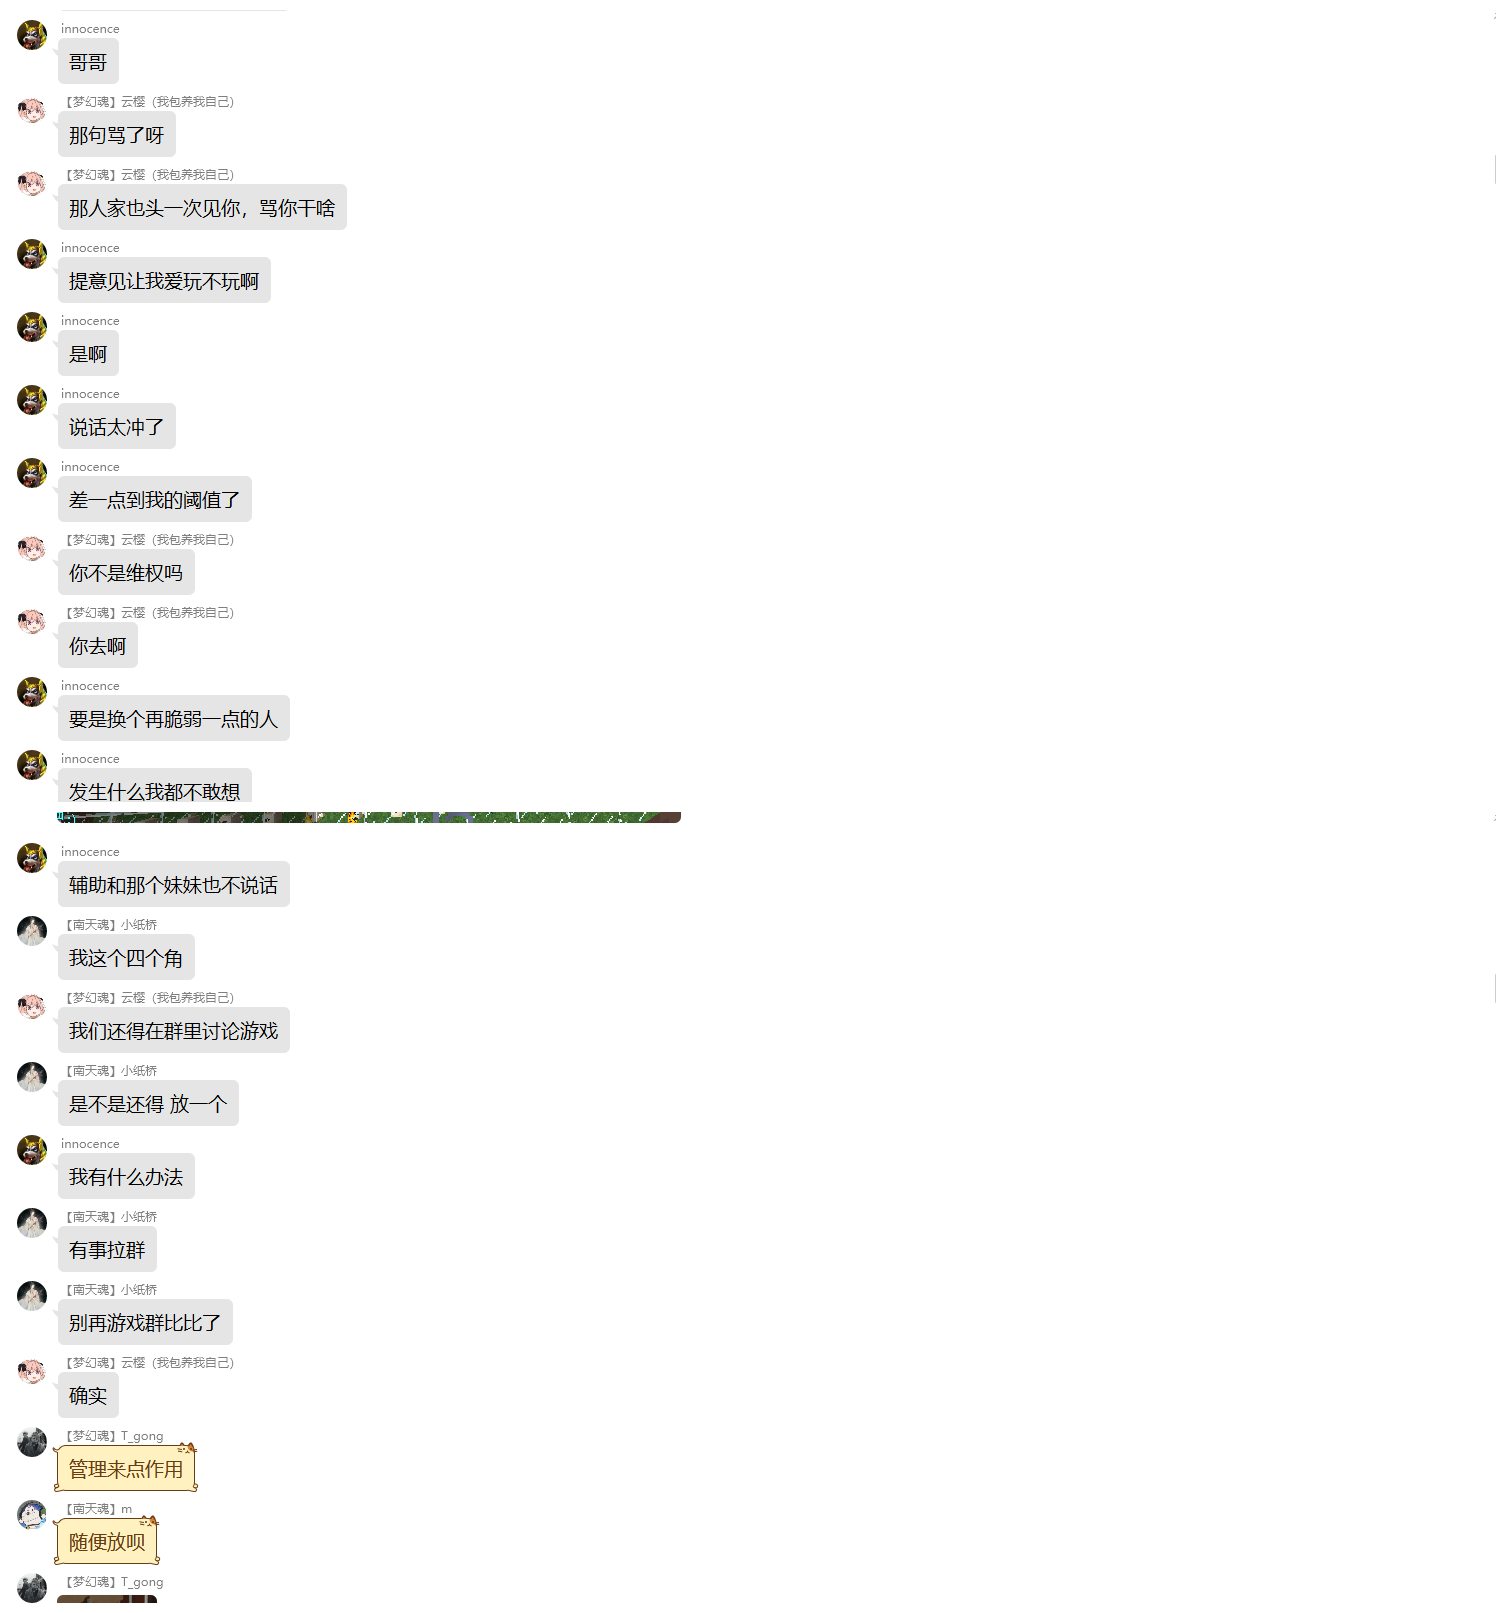 innocence
哥哥
【梦幻魂】云樱（我包养我自己）
那句骂了呀
【梦幻魂】云樱（我包养我自己）
那人家也头一次见你，骂你干啥
innocence
提意见让我爱玩不玩啊
innocence
是啊
innocence
说话太冲了
innocence
差一点到我的阈值了
【梦幻魂】云樱（我包养我自己）
你不是维权吗
【梦幻魂】云樱（我包养我自己）
你去啊
innocence
要是换个再脆弱一点的人
innocence
发生什么我都不敢想
innocence
辅助和那个妹妹也不说话
【南天魂】小纸桥
我这个四个角
【梦幻魂】云樱（我包养我自己）
我们还得在群里讨论游戏
【南天魂】小纸桥
是不是还得 放一个
innocence
我有什么办法
【南天魂】小纸桥
有事拉群
【南天魂】小纸桥
别再游戏群比比了
【梦幻魂】云樱（我包养我自己）
确实
【梦幻魂】T_gong
管理来点作用
【南天魂】m
随便放呗
【梦幻魂】T_gong